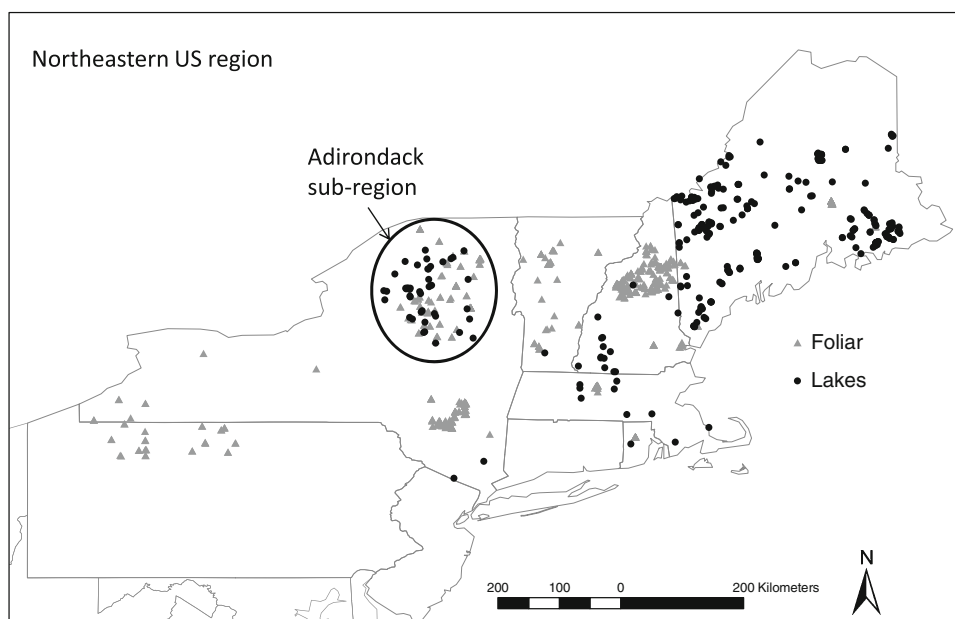 Northeastern US region
Adirondack
sub-region
Foliar
Lakes
N
200 100 0 200 Kilometers